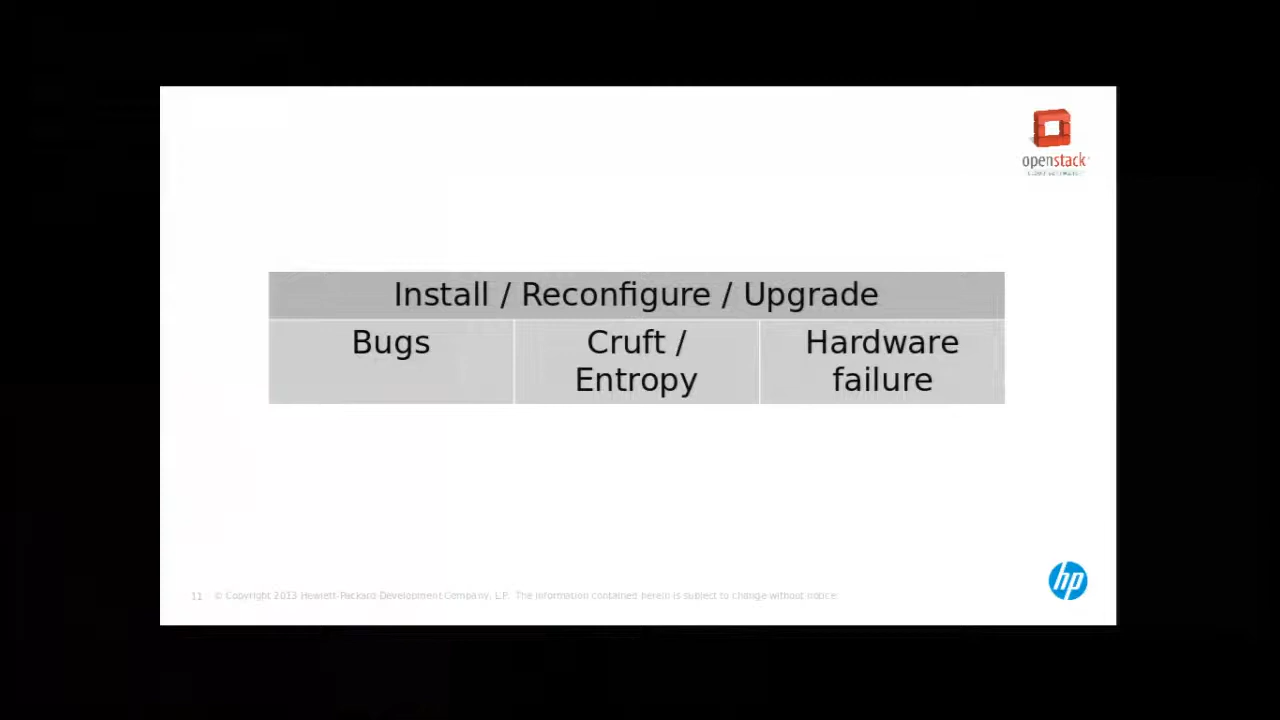 openstack
Install / Reconfigure / Upgrade
Bugs
Cruft /
Entropy
Hardware
failure
hp
11 © Copyright 2013 Hewlett-Packard Development Company, L.P. The information contained herein is subject to change without notice.